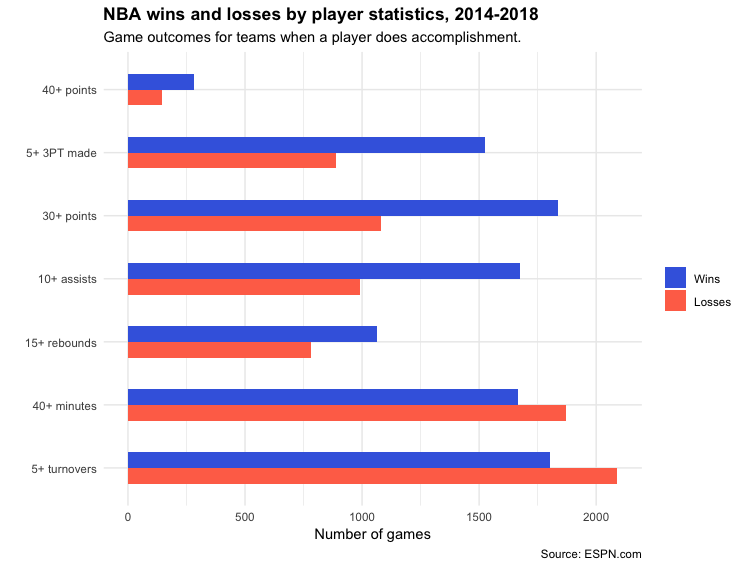 NBA wins and losses by player statistics, 2014-2018
Game outcomes for teams when a player does accomplishment.
40+ points
5+ 3PT made
30+ points
10+ assists
15+ rebounds
40+ minutes
5+ turnovers
Wins
Losses
0 500 1000 1500 2000
Number of games
Source: ESPN.com